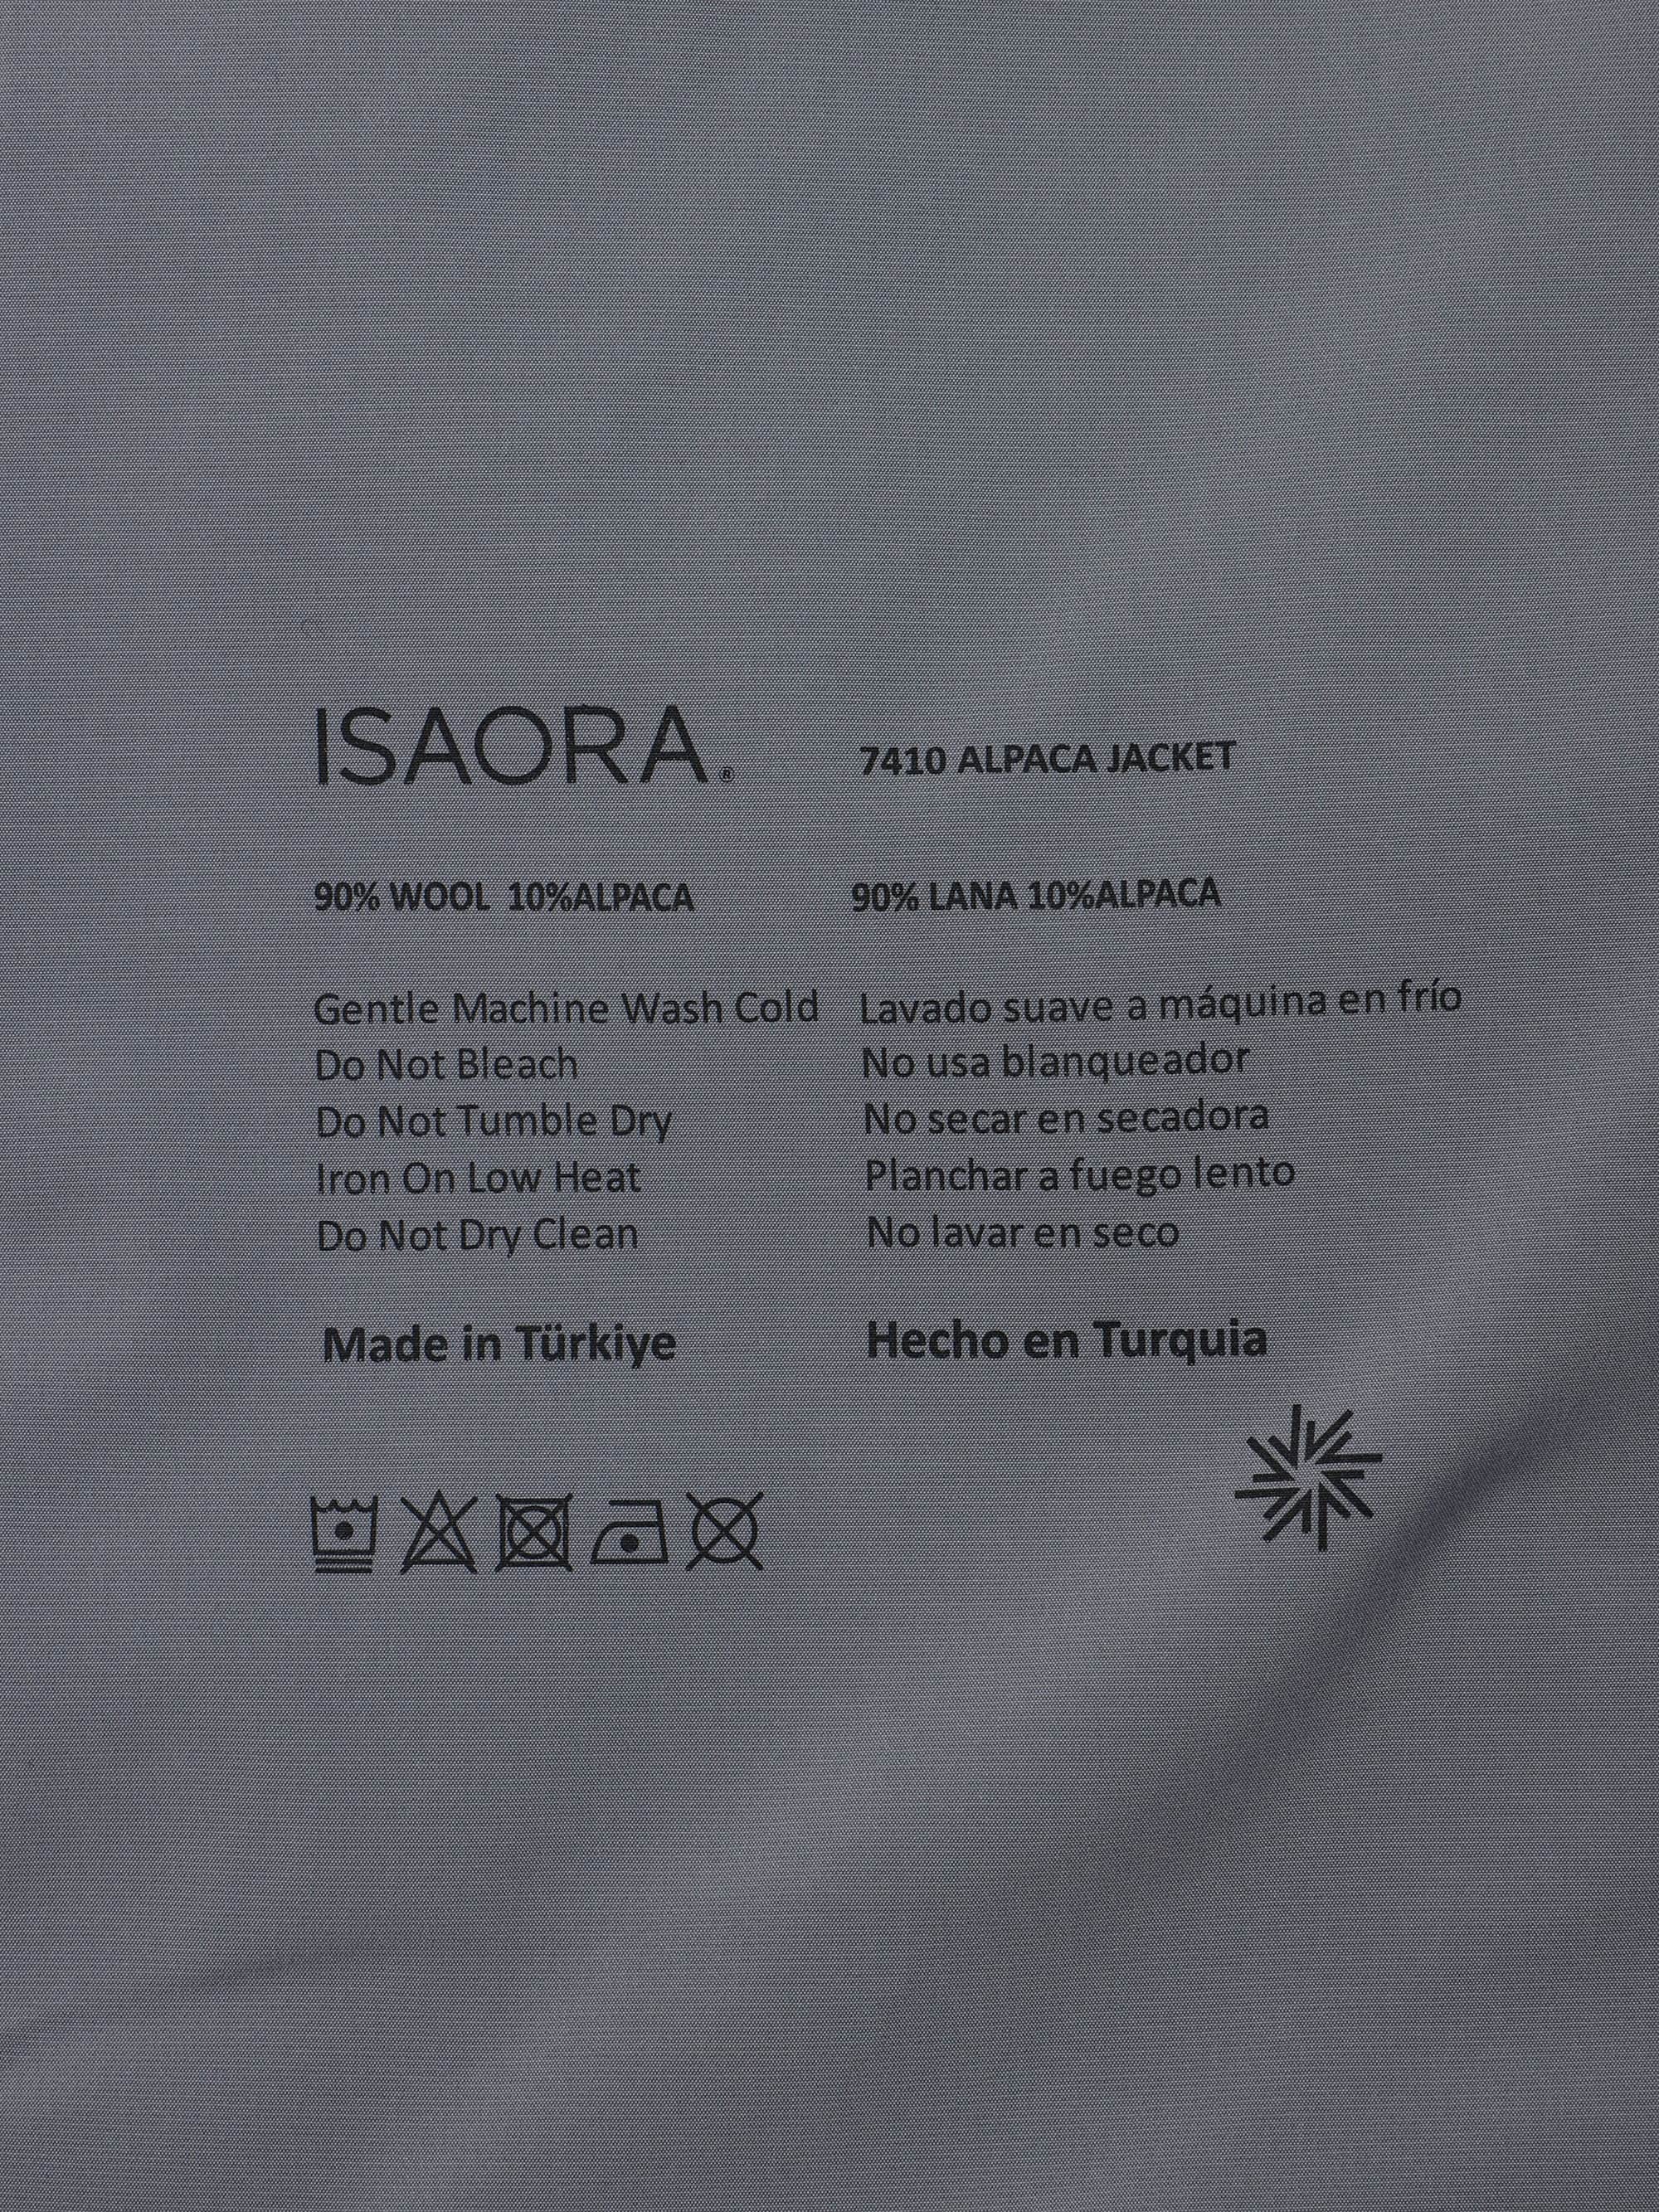 ISAORA®
7410 ALPACA JACKET
90% WOOL 10%ALPACA
90% LANA 10%ALPACA
Gentle Machine Wash Cold
Do Not Bleach
Do Not Tumble Dry
Iron On Low Heat
Do Not Dry Clean
Lavado suave a máquina en frío
No usa blanqueador
No secar en secadora
Planchar a fuego lento
No lavar en seco
Made in Türkiye
Hecho en Turquia